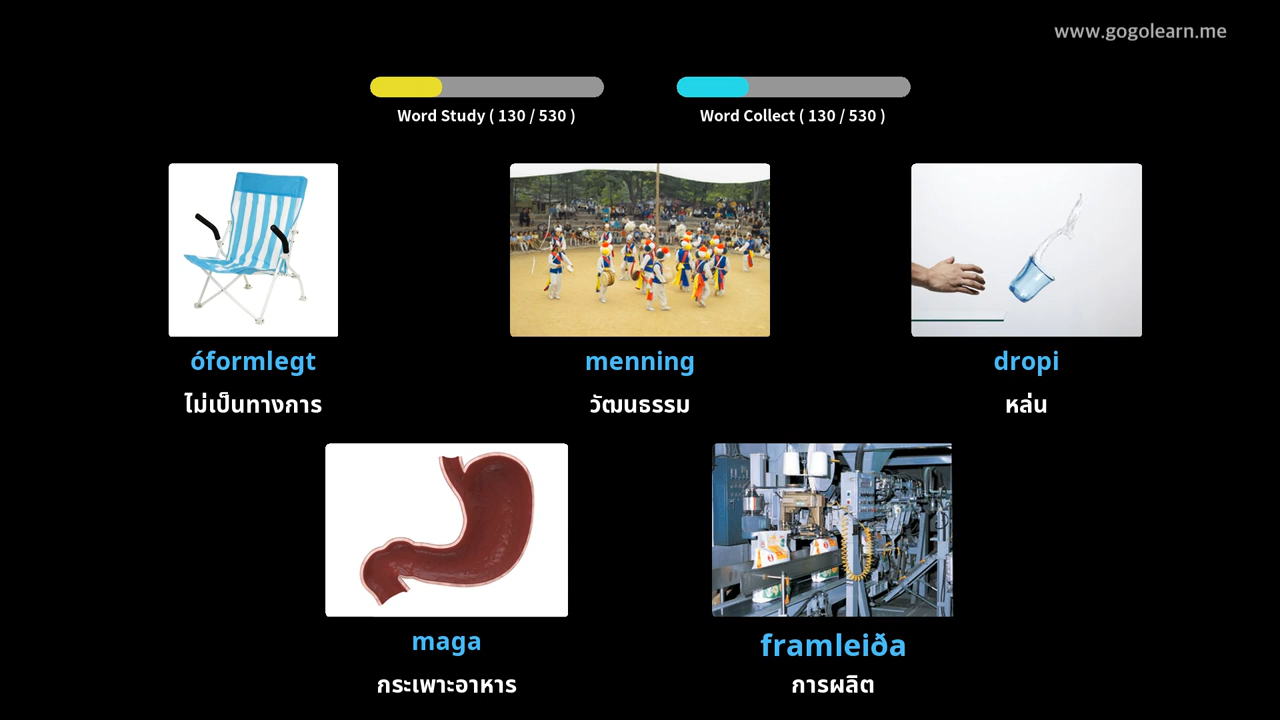 www.gogolearn.me
Word Study ( 130 / 530 )
Word Collect ( 130 / 530 )
óformlegt
menning
dropi
ไม่เป็นทางการ
วัฒนธรรม
หล่น
maga
framleiða
กระเพาะอาหาร
การผลิต